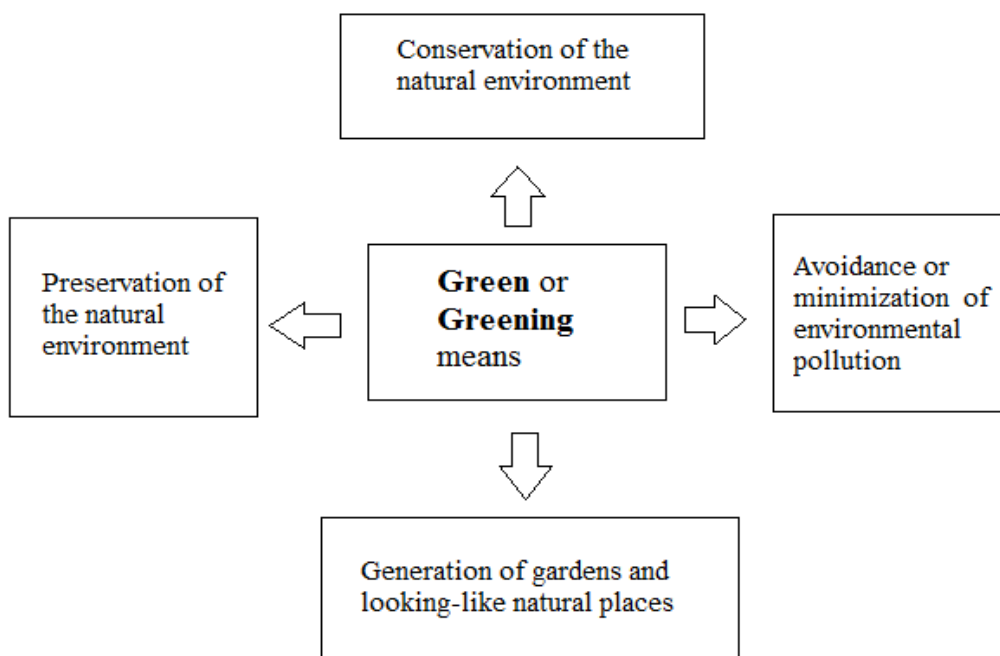 Conservation of the
natural environment
Preservation of
the natural
environment
Green or
Greening
means
Avoidance or
minimization of
environmental
pollution
Generation of gardens and
looking-like natural places